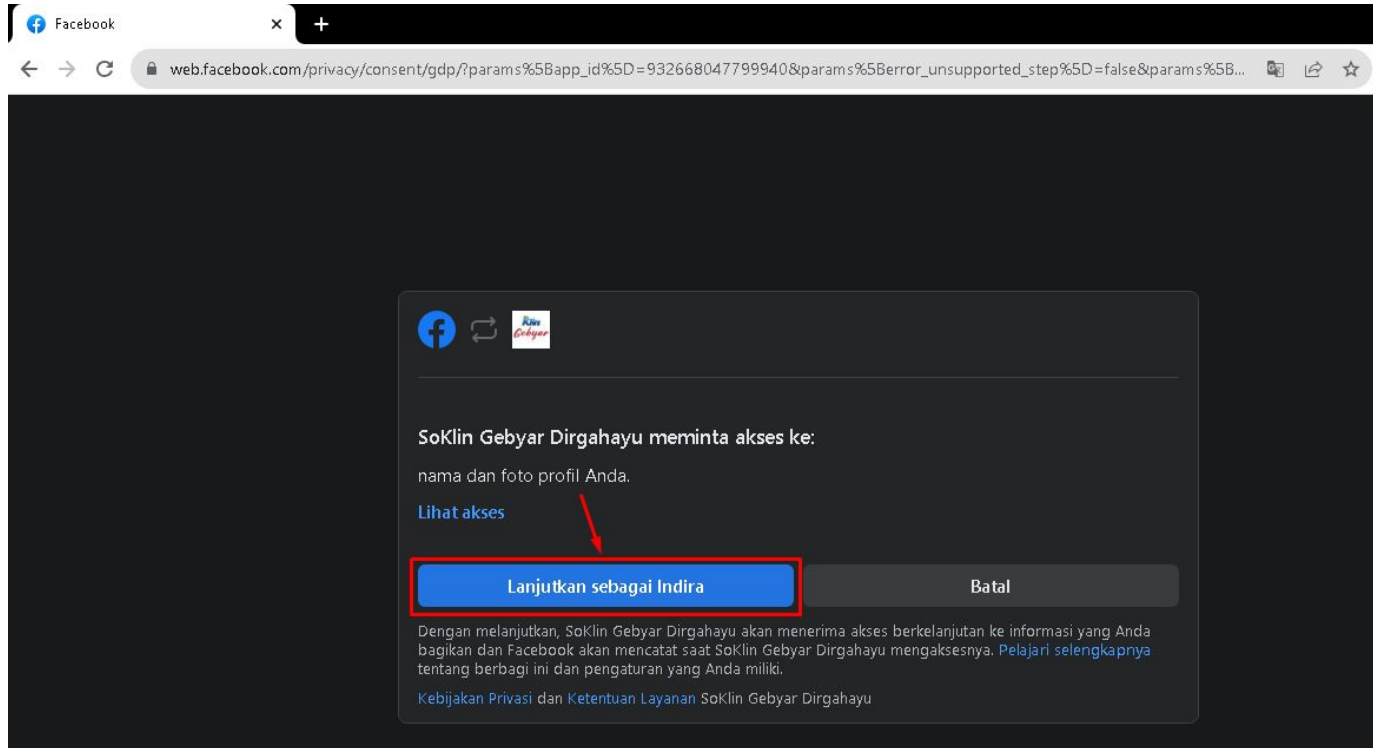 Facebook
web.facebook.com/privacy/consent/gdp/?params%5Bapp_id%5D=932668047799940&params%5Berror_unsupported_step%5D=false&params%5B...
Klin
Gebyar
SoKlin Gebyar Dirgahayu meminta akses ke:
nama dan foto profil Anda.
Lihat akses
Lanjutkan sebagai Indira
Batal
Dengan melanjutkan, SoKlin Gebyar Dirgahayu akan menerima akses berkelanjutan ke informasi yang Anda
bagikan dan Facebook akan mencatat saat SoKlin Gebyar Dirgahayu mengaksesnya. Pelajari selengkapnya
tentang berbagi ini dan pengaturan yang Anda miliki.
Kebijakan Privasi dan Ketentuan Layanan SoKlin Gebyar Dirgahayu